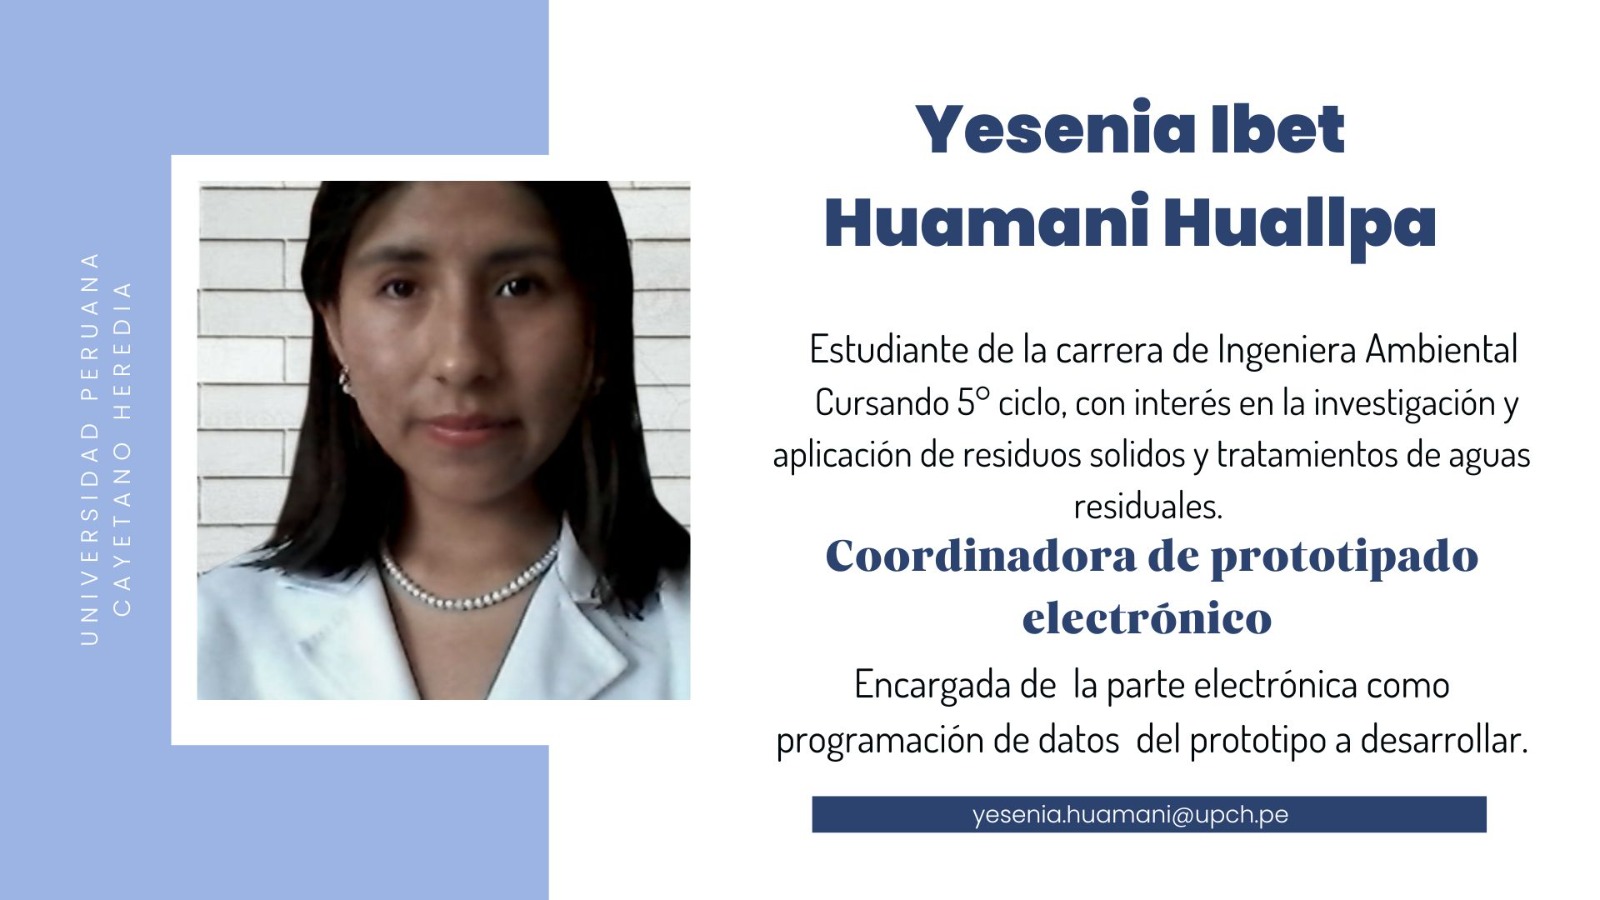 UNIVERSIDAD PERUANA
CAYETANO HEREDIA
Yesenia Ibet
Huamani Huallpa
Estudiante de la carrera de Ingeniera Ambiental
Cursando 5° ciclo, con interés en la investigación y
aplicación de residuos solidos y tratamientos de aguas
residuales.
Coordinadora de prototipado
electrónico
Encargada de la parte electrónica como
programación de datos del prototipo a desarrollar.
yesenia.huamani@upch.pe